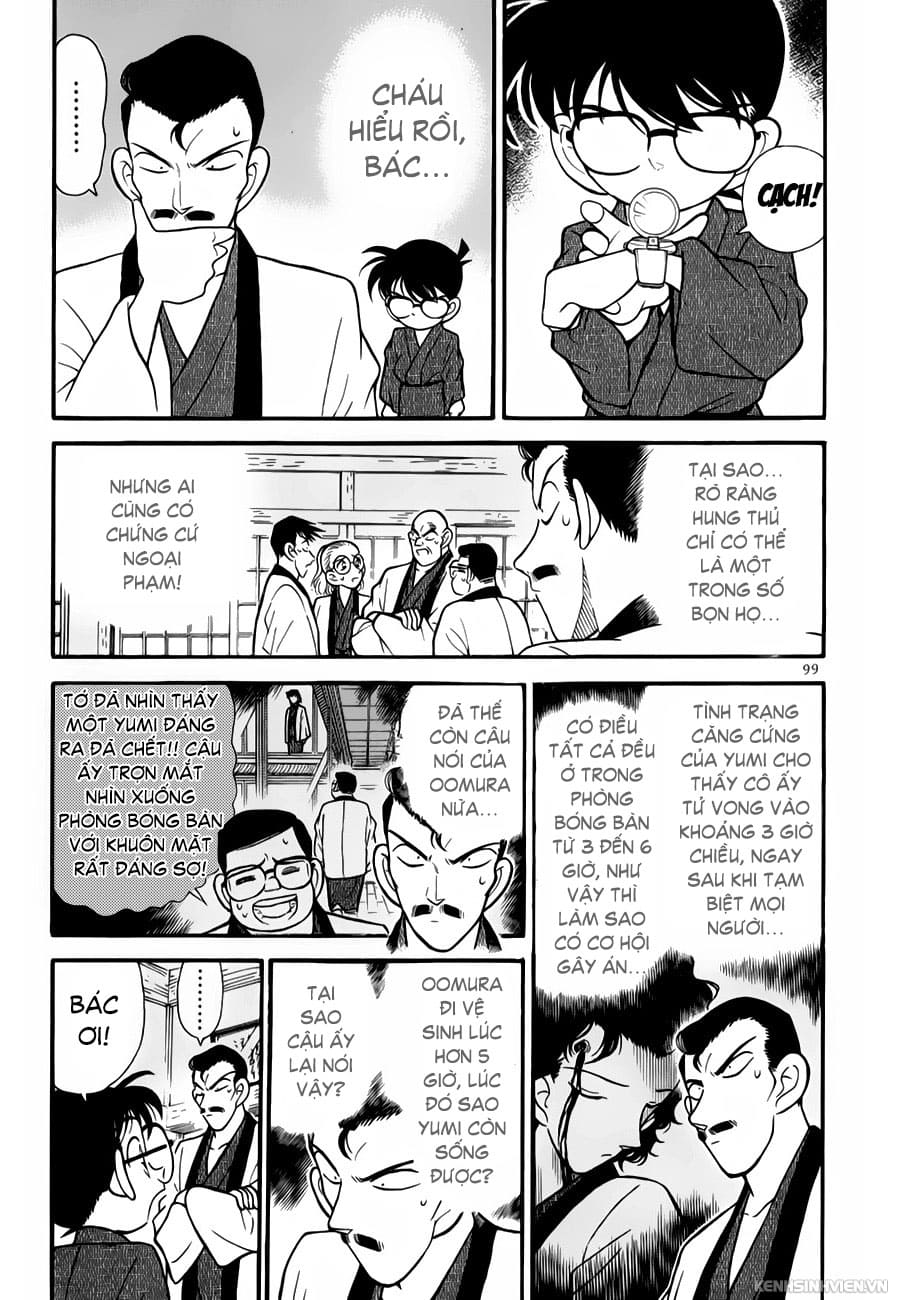 CẠCH!
CHÁU
HIỂU RỒI,
BÁC...
.........
TẠI SAO...
RÕ RÀNG
HUNG THỦ
CHỈ CÓ THỂ
LÀ MỘT
TRONG SỐ
BỌN HỌ...
NHƯNG AI
CŨNG CÓ
CHỨNG CỨ
NGOẠI
PHẠM!
99
TÌNH TRẠNG
CĂNG CỨNG
CỦA YUMI CHO
THẤY CÔ ẤY
TỬ VONG VÀO
KHOẢNG 3 GIỜ
CHIỀU, NGAY
SAU KHI TẠM
BIỆT MỌI
NGƯỜI...
CÓ ĐIỀU
TẤT CẢ ĐỀU
Ở TRONG
PHÒNG
BÓNG BÀN
TỪ 3 ĐẾN 6
GIỜ, NHƯ
VẬY THÌ
LÀM SAO
CÓ CƠ HỘI
GÂY ÁN...
ĐÃ THẾ
CÒN CÂU
NÓI CỦA
OOMURA
NỮA...
TỚ ĐÃ NHÌN THẤY
MỘT YUMI ĐÁNG
RA ĐÃ CHẾT!! CẬU
ẤY TRỢN MẮT
NHÌN XUỐNG
PHÒNG BÓNG BÀN
VỚI KHUÔN MẶT
RẤT ĐÁNG SỢ!
OOMURA
ĐI VỆ
SINH LÚC
HƠN 5
GIỜ, LÚC
ĐÓ SAO
YUMI CÒN
SỐNG
ĐƯỢC?
TẠI
SAO
CẬU ẤY
LẠI NÓI
VẬY?
......
BÁC
ƠI!
KENHSINHVIEN.VN